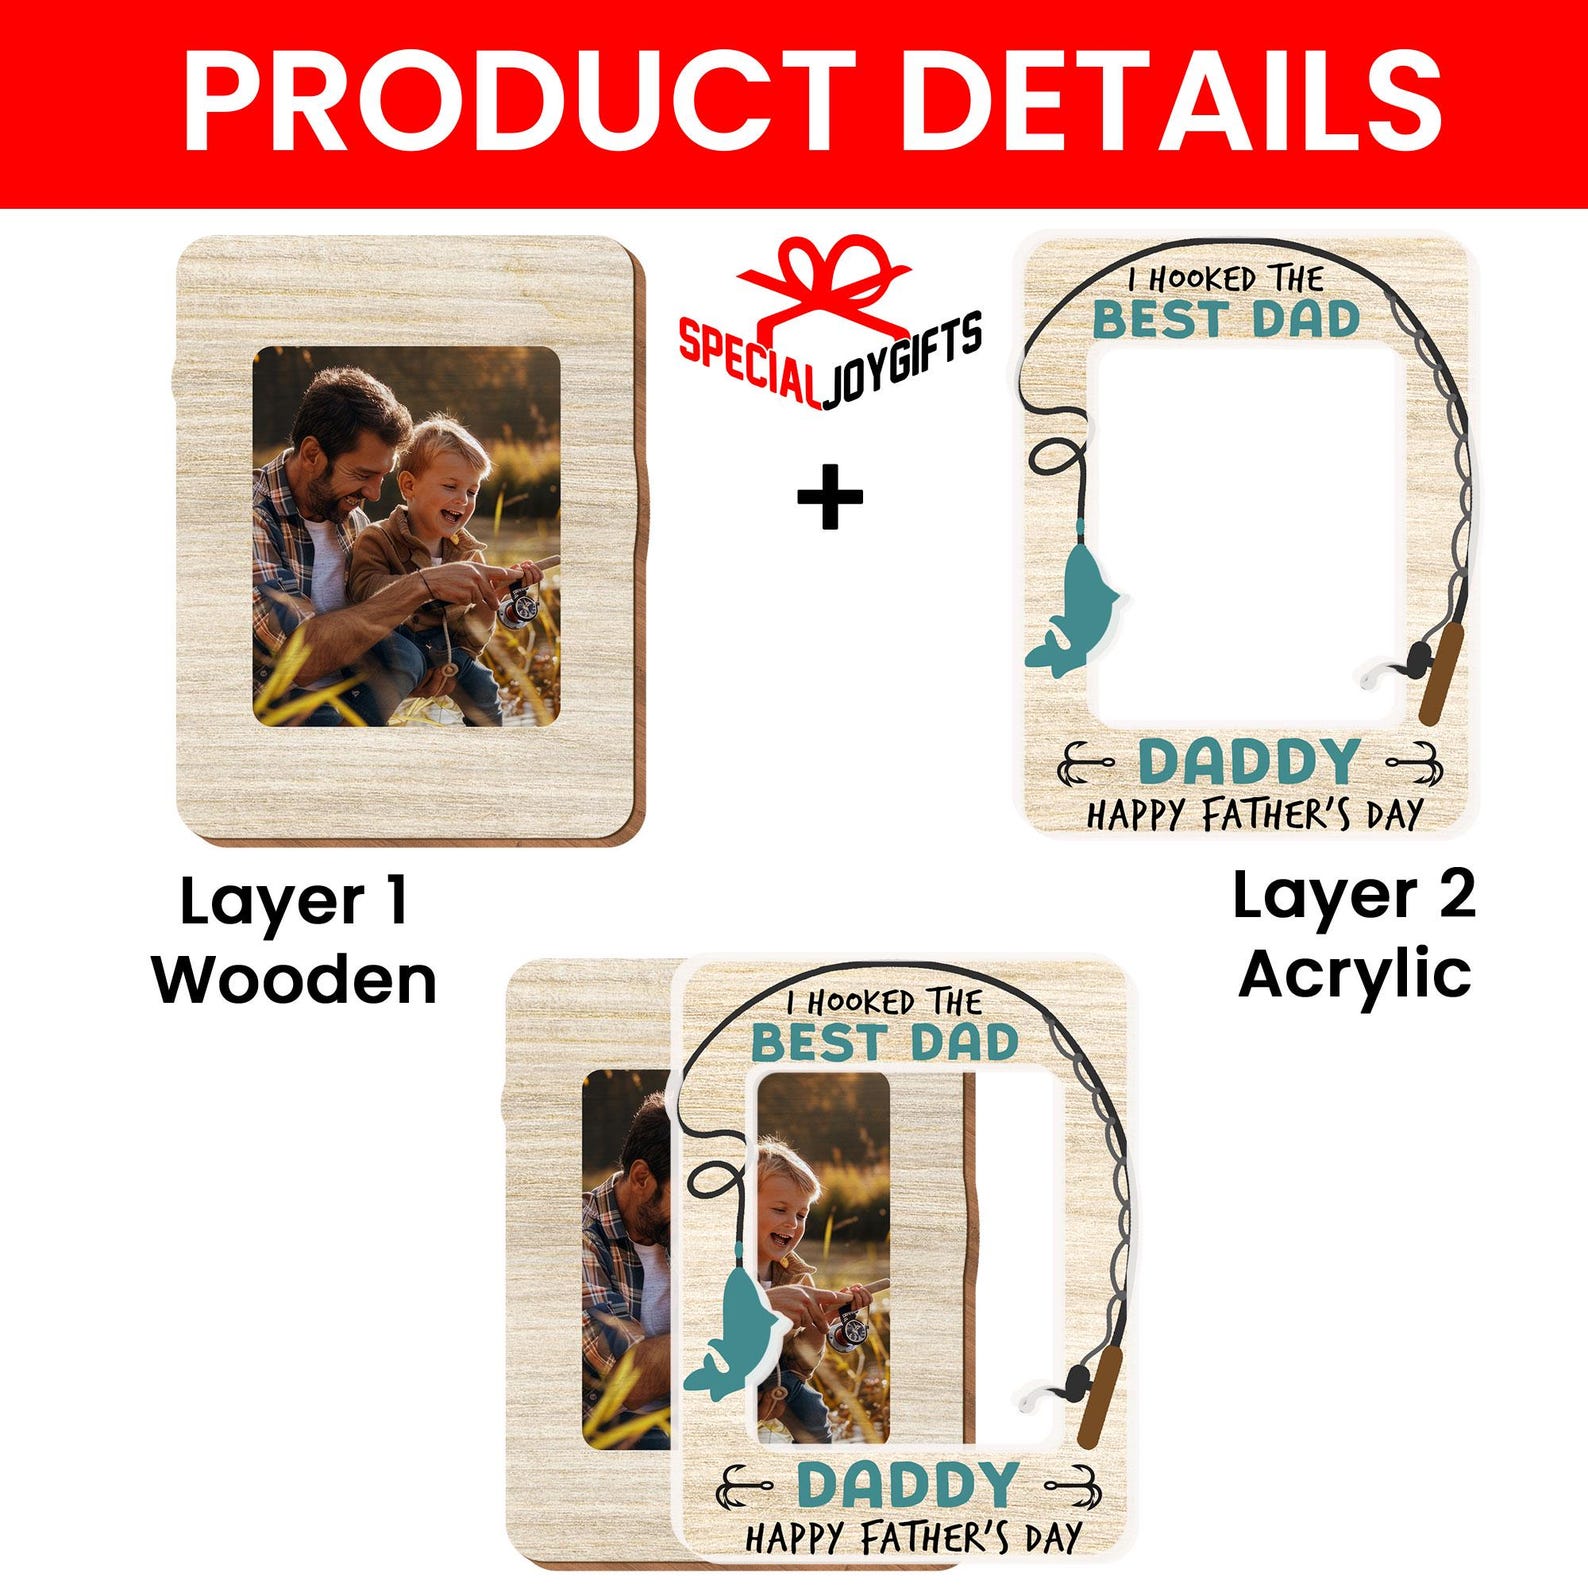 PRODUCT DETAILS
SPECIALJOYGIFTS
+
I HOOKED THE
BEST DAD
DADDY
HAPPY FATHER'S DAY
Layer 1
Wooden
Layer 2
Acrylic
I HOOKED THE
BEST DAD
DADDY
HAPPY FATHER'S DAY